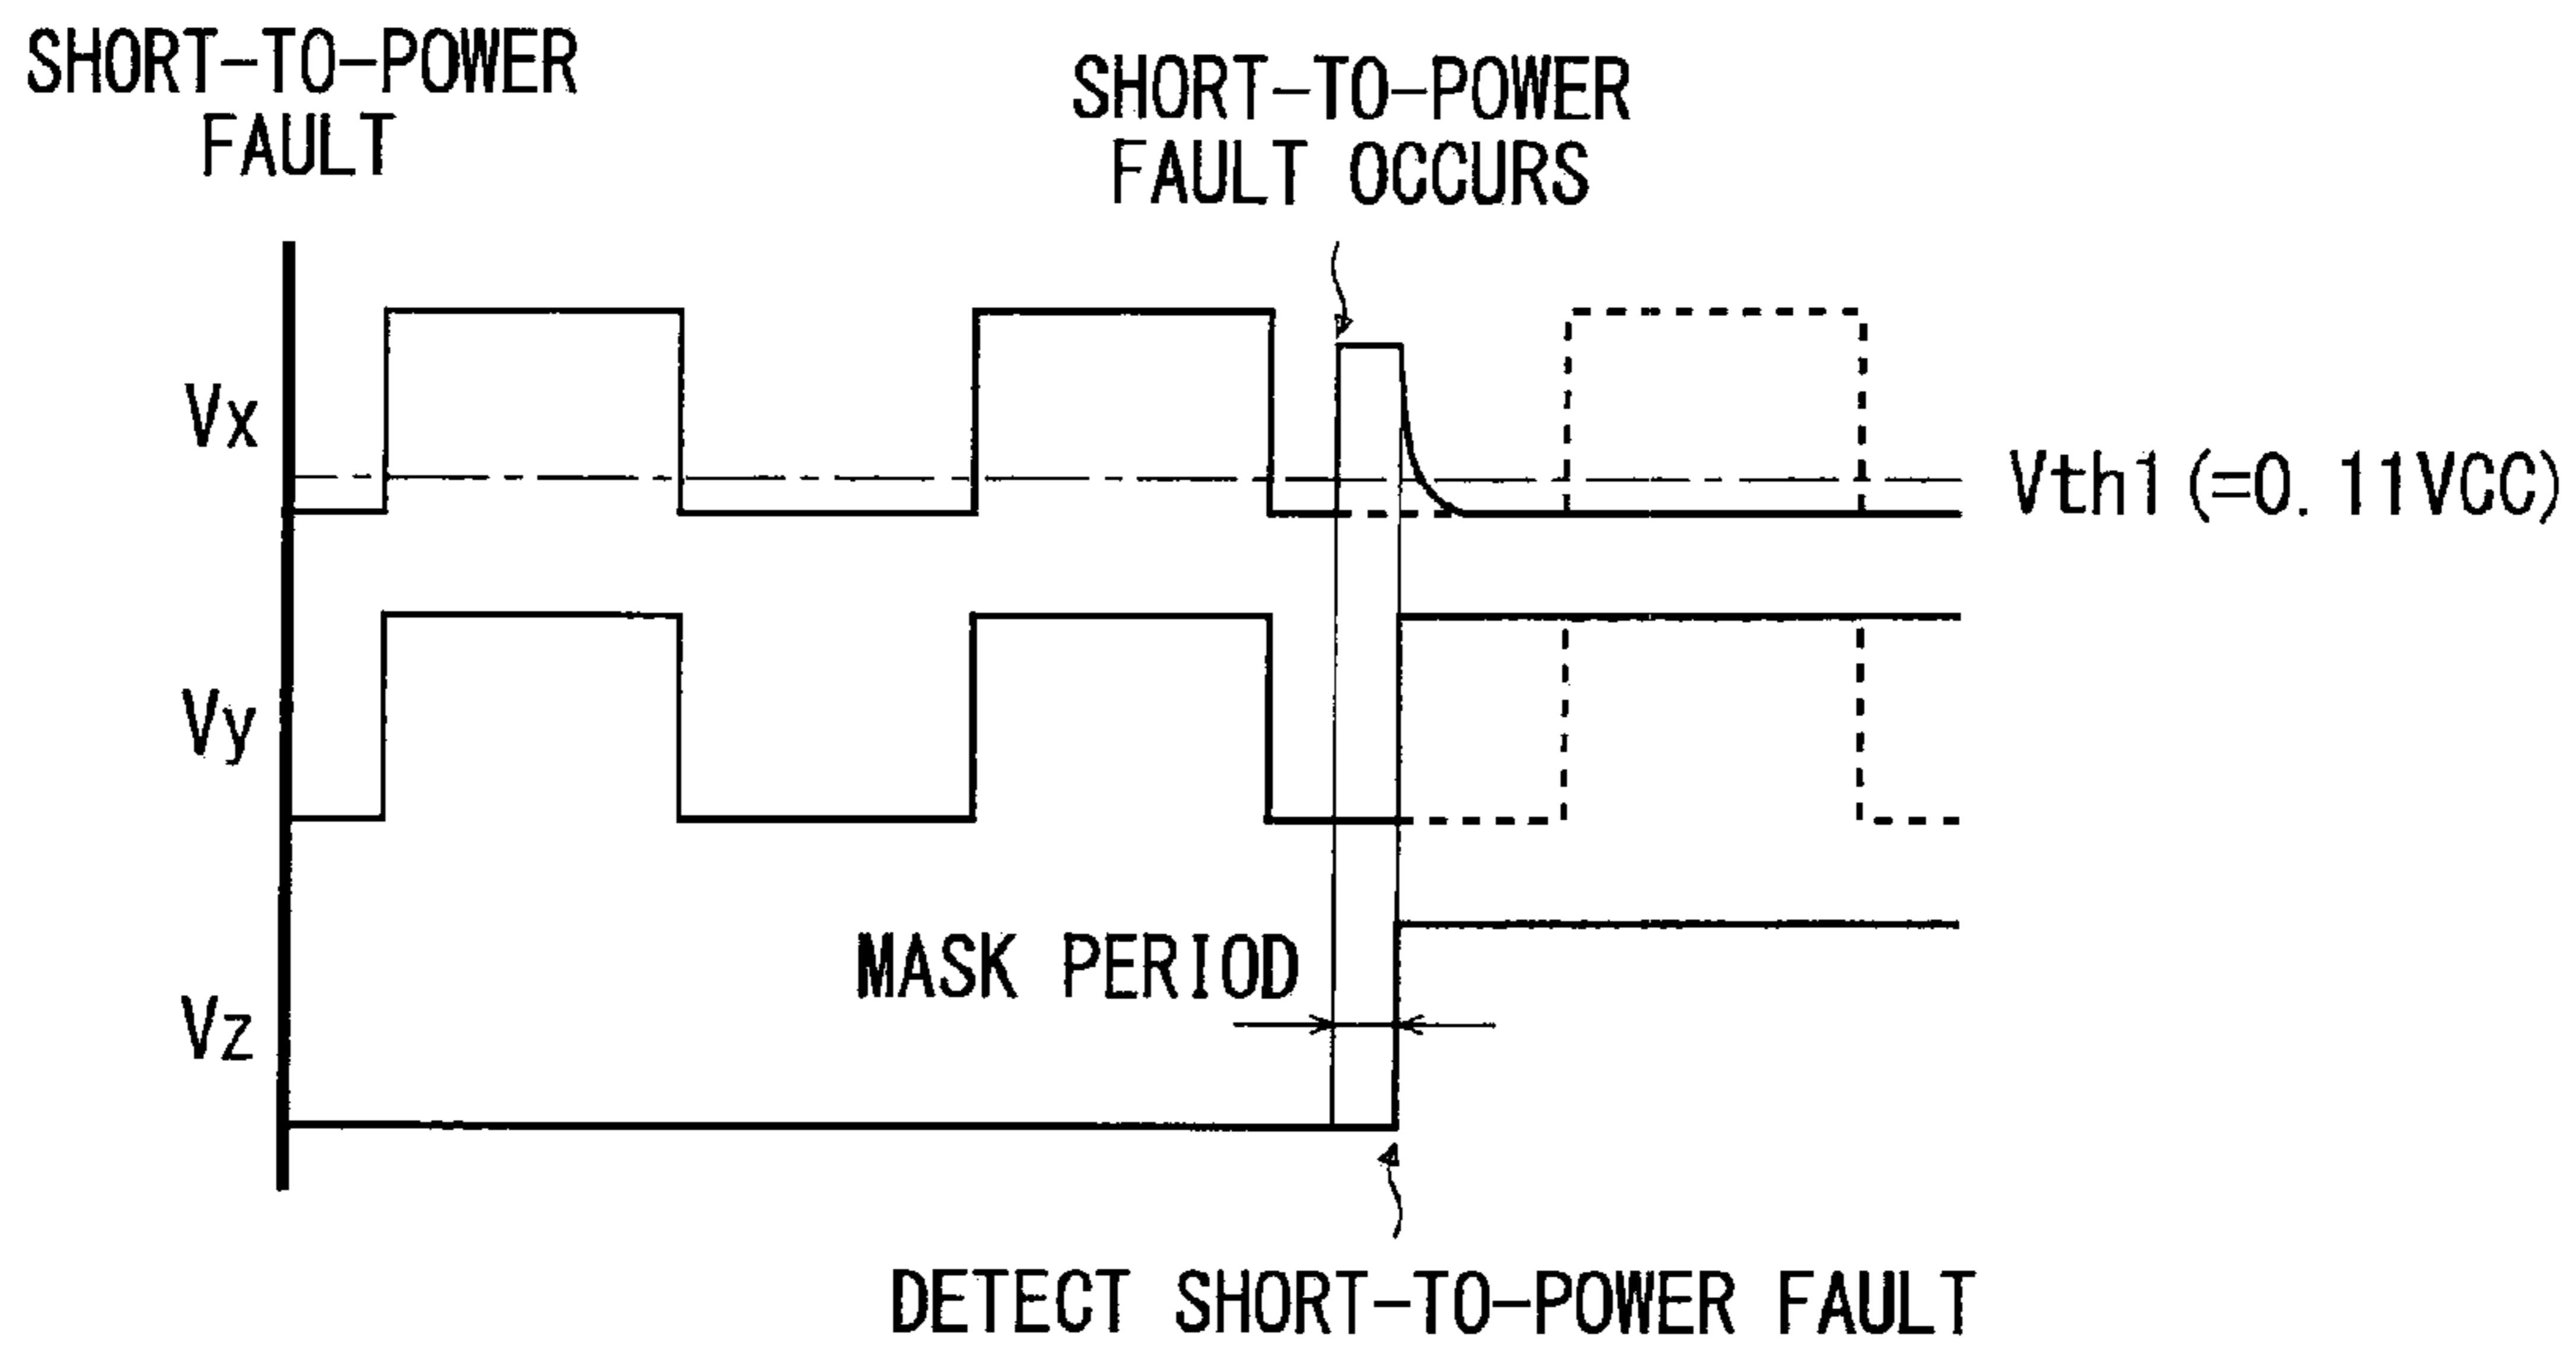 SHORT-TO-POWER
FAULT
SHORT-TO-POWER
FAULT OCCURS
Vx
Vth1(=0.11VCC)
Vy
MASK PERIOD
Vz
DETECT SHORT-TO-POWER FAULT